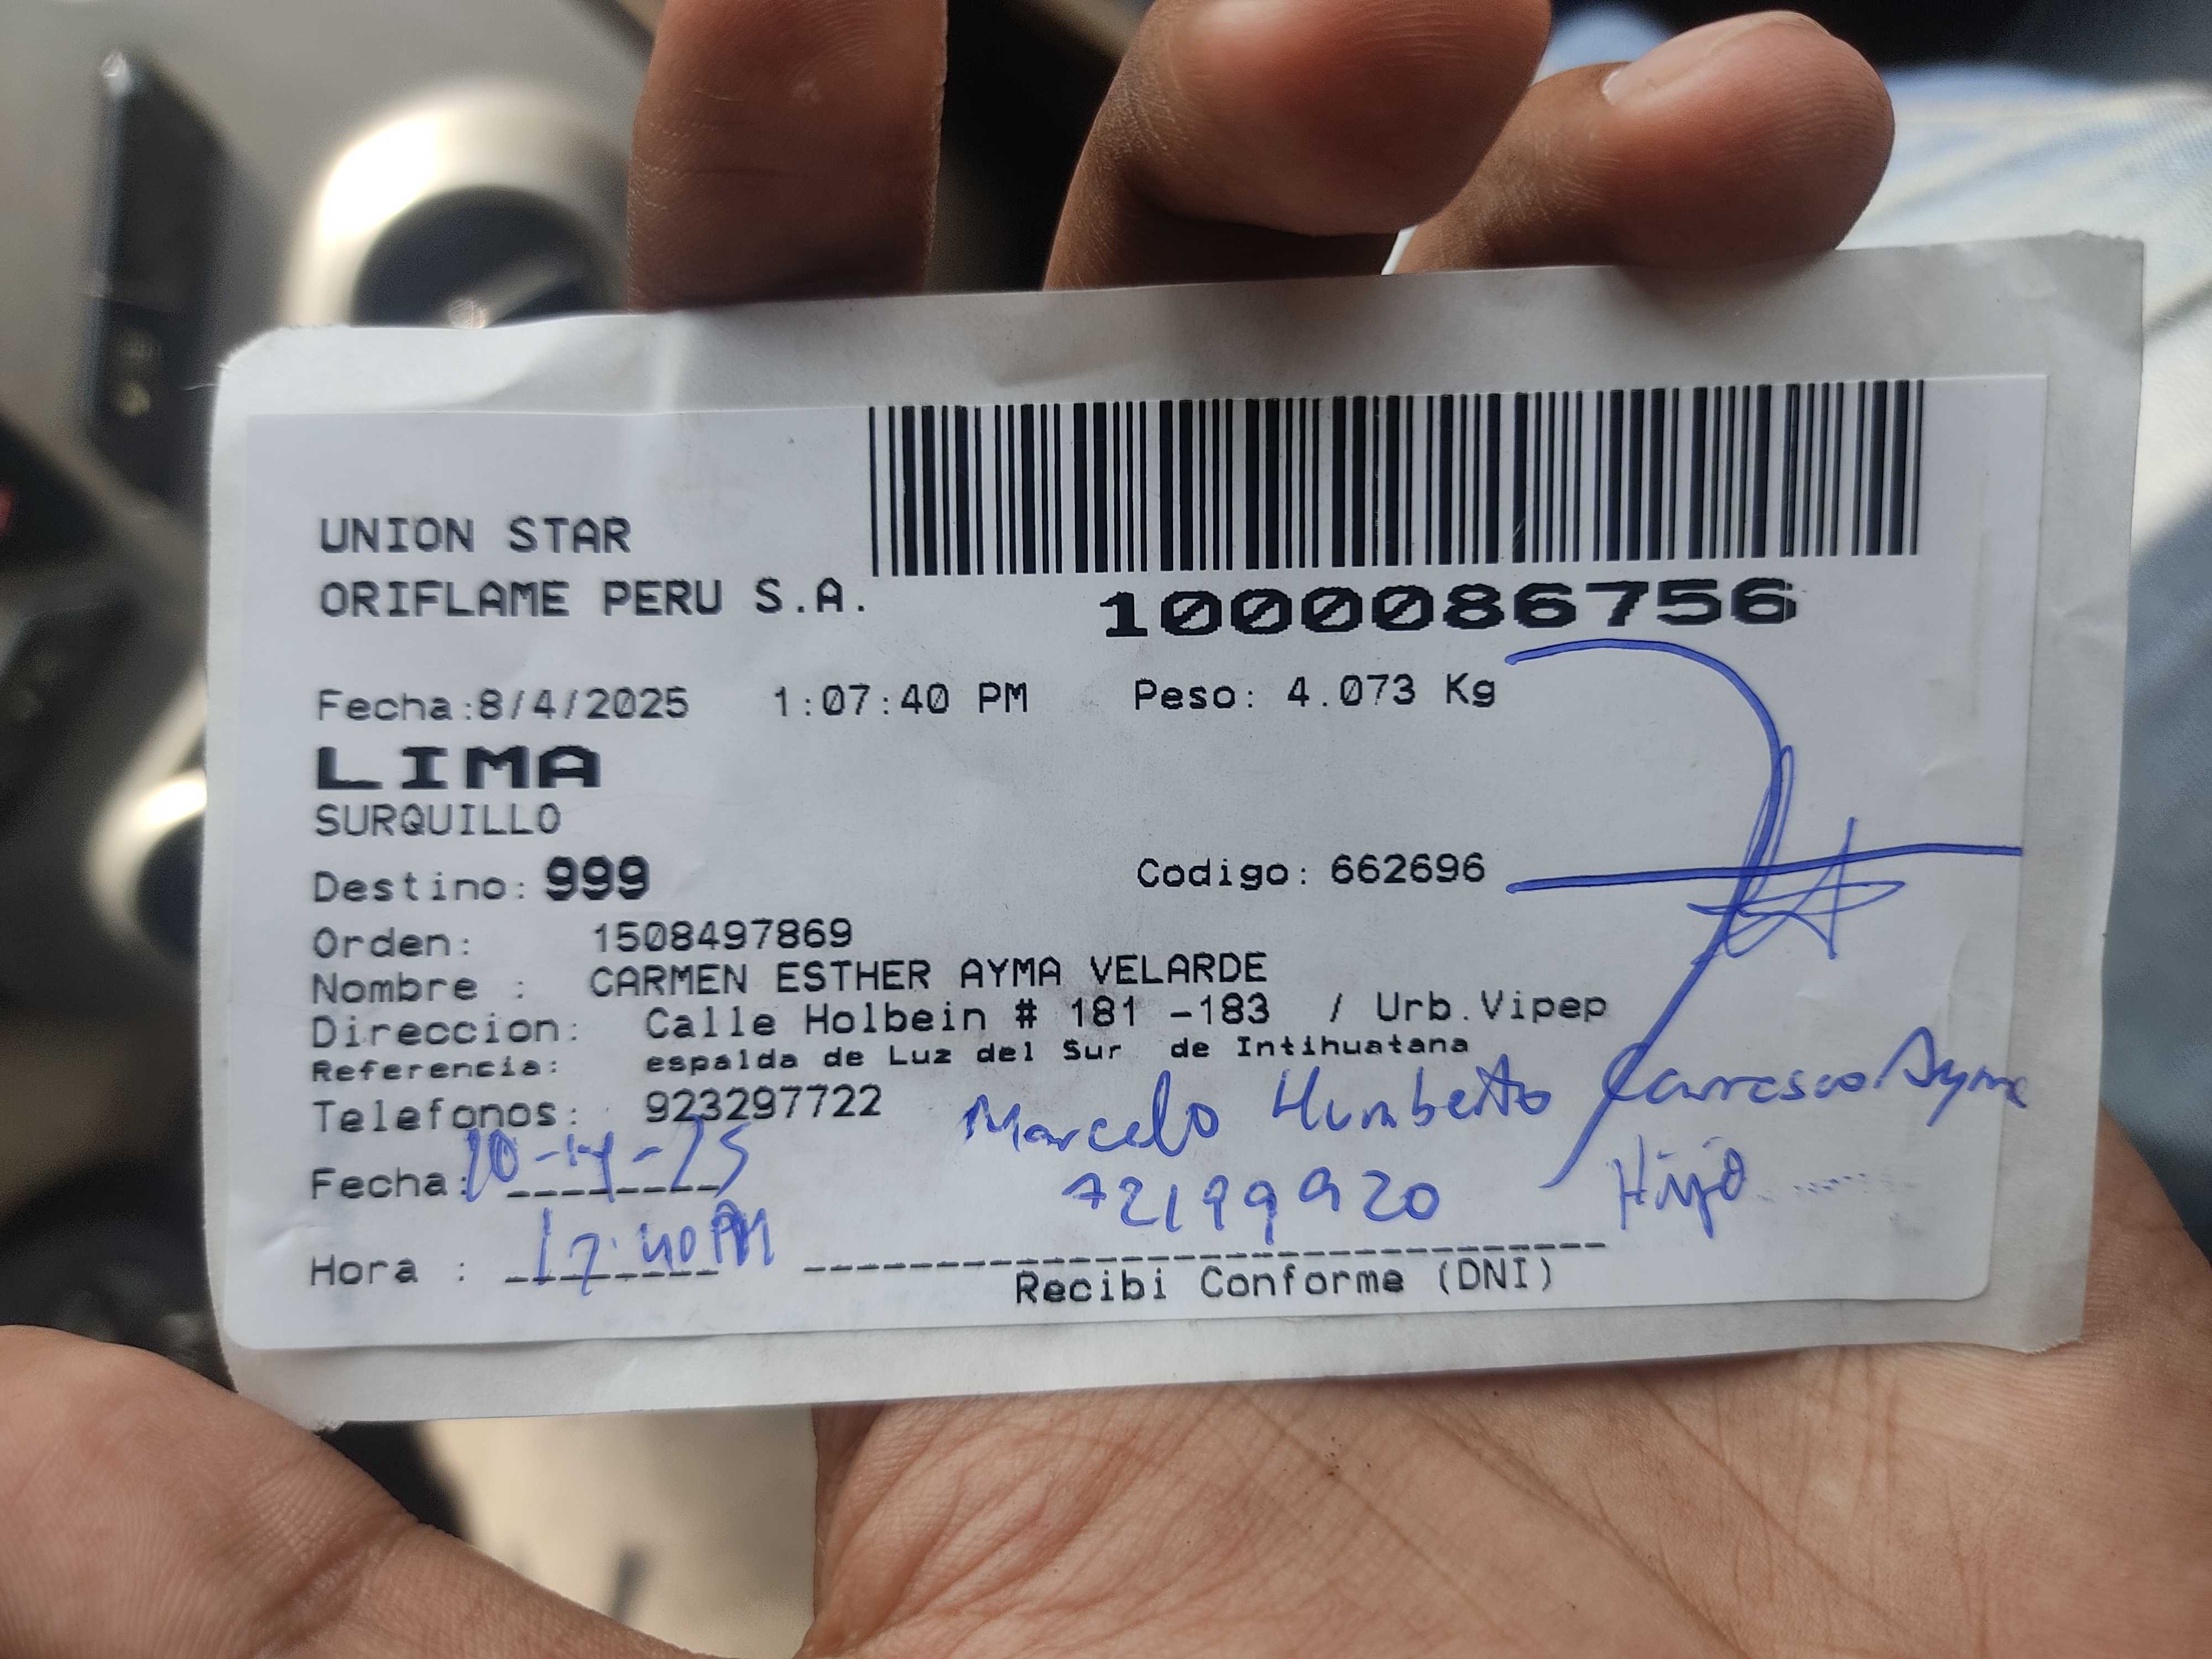 UNION STAR
ORIFLAME PERU S.A.
1000086756
Fecha:8/4/2025 1:07:40 PM Peso: 4.073 Kg
LIMA
SURQUILLO
Destino: 999 Codigo: 662696
Orden: 1508497869
Nombre : CARMEN ESTHER AYMA VELARDE
Direccion: Calle Holbein # 181 -183 / Urb.Vipep
Referencia: espalda de Luz del Sur de Intihuatana
Telefonos: 923297722
Marcelo Humberto Carrasco Ayma
Fecha: 10-4-25 72199920 Hijo
Hora : 17:40PM
Recibi Conforme (DNI)